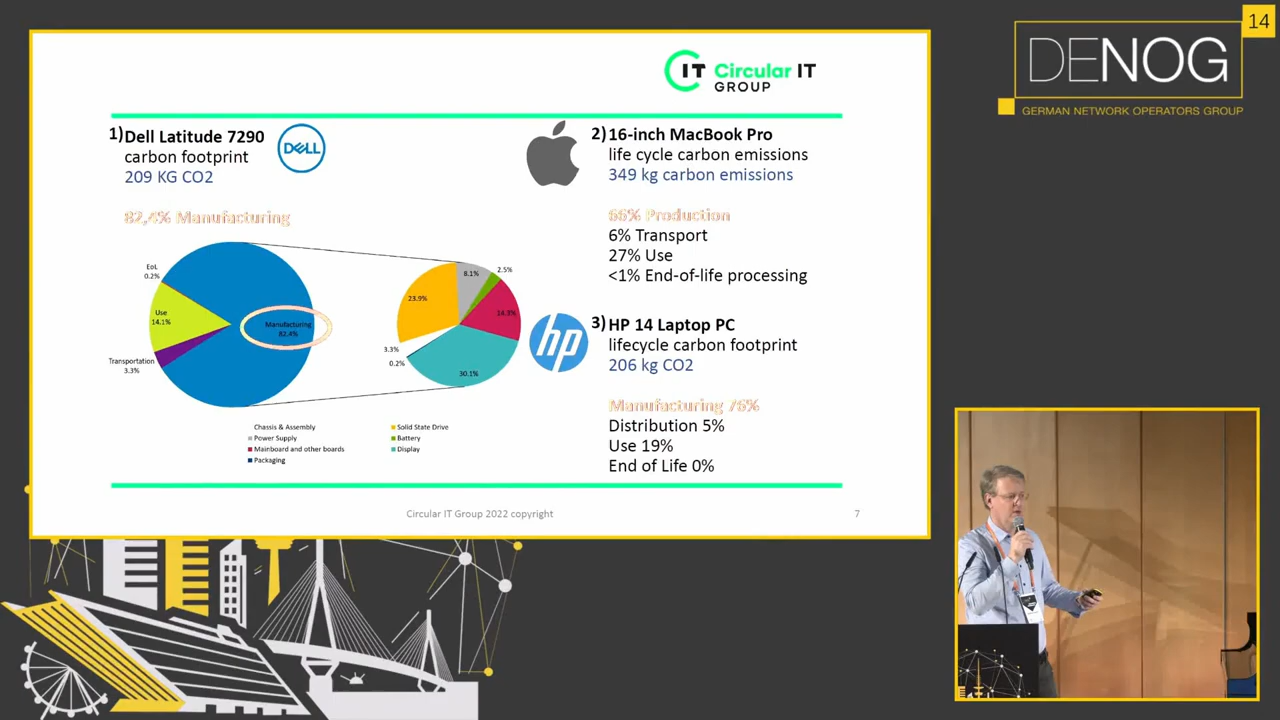 14
DENOG
GERMAN NETWORK OPERATORS GROUP
IT Circular IT
GROUP
1) Dell Latitude 7290
carbon footprint
209 KG CO2
DELL
82,4% Manufacturing
EoL
0.2%
Use
14.1%
Transportation
3.3%
Manufacturing
82.4%
8.1%
2.5%
23.9%
14.3%
3.3%
0.2%
30.1%
Chassis & Assembly
Solid State Drive
Power Supply
Battery
Mainboard and other boards
Display
Packaging
2) 16-inch MacBook Pro
life cycle carbon emissions
349 kg carbon emissions
66% Production
6% Transport
27% Use
<1% End-of-life processing
hp
3) HP 14 Laptop PC
lifecycle carbon footprint
206 kg CO2
Manufacturing 76%
Distribution 5%
Use 19%
End of Life 0%
Circular IT Group 2022 copyright
7